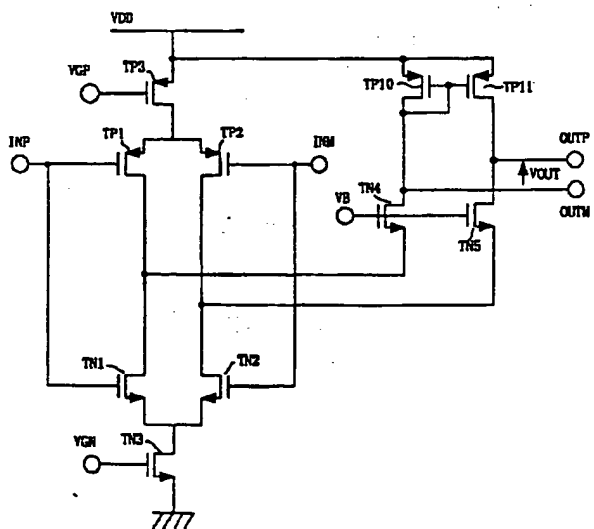 VDD
VGP
TP3
TP10
TP11
INP
TP1
TP2
INM
OUTP
VOUT
OUTM
VB
TN4
TN5
TN1
TN2
VGN
TN3